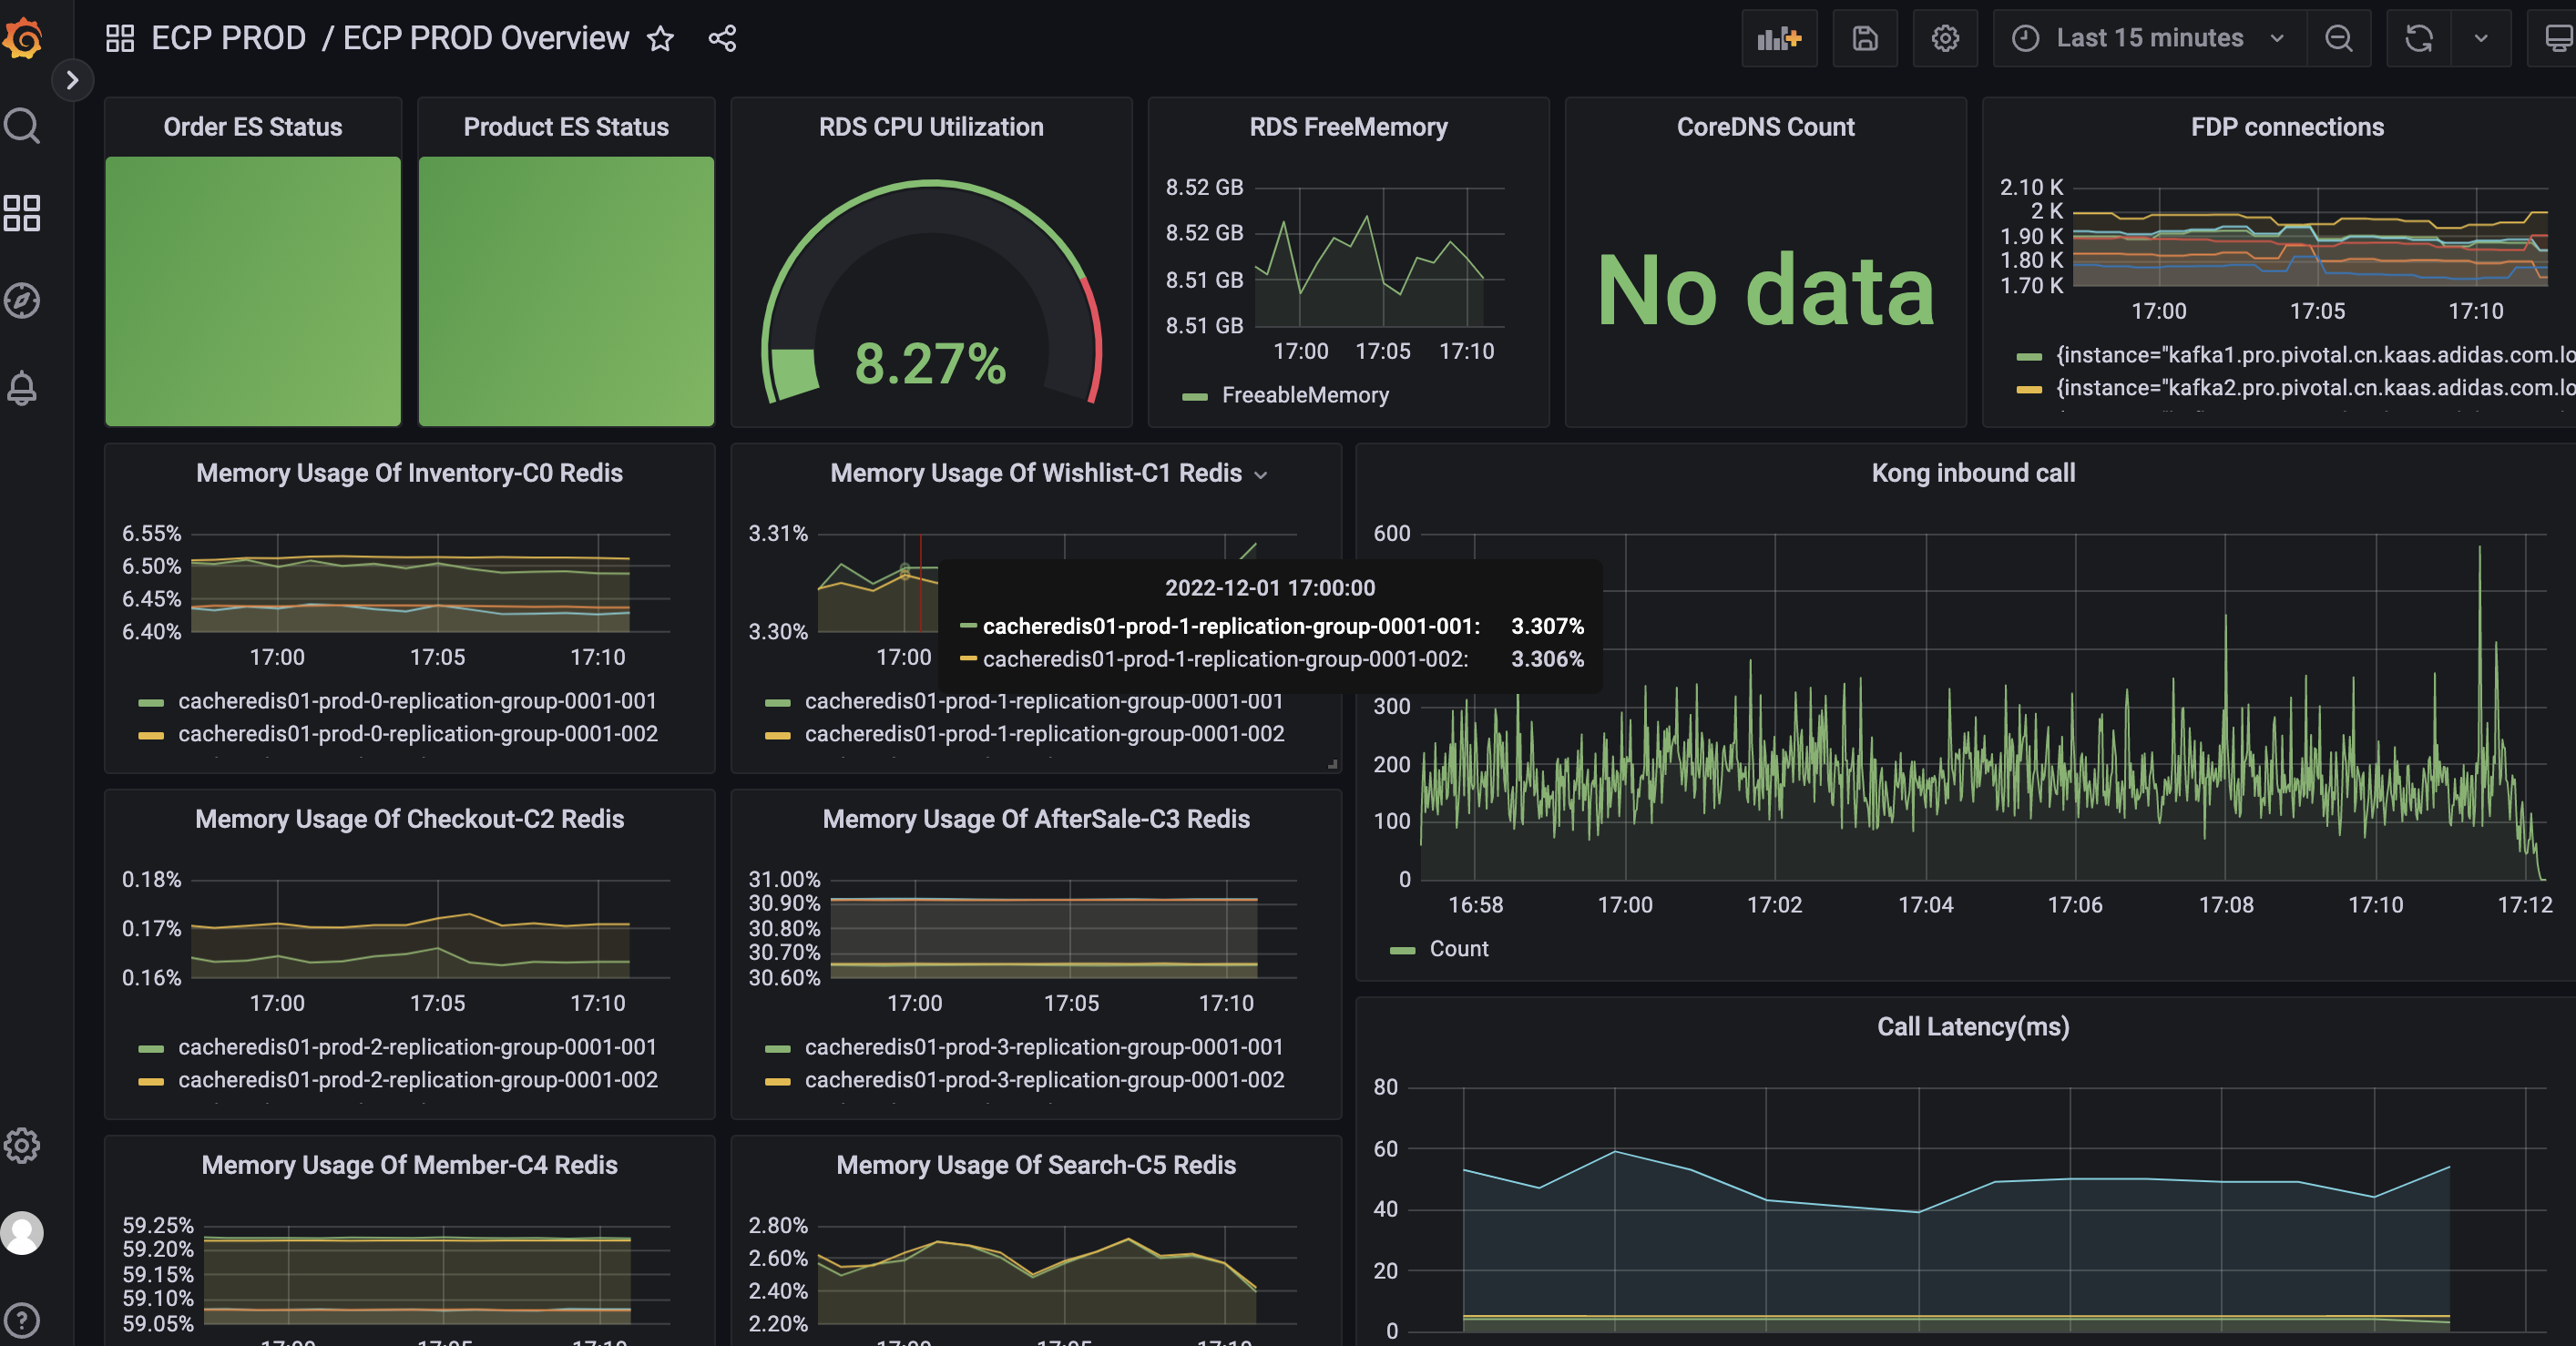 ECP PROD / ECP PROD Overview
Last 15 minutes
Order ES Status
Product ES Status
RDS CPU Utilization
8.27%
RDS FreeMemory
8.52 GB
8.52 GB
8.51 GB
8.51 GB
17:00 17:05 17:10
FreeableMemory
CoreDNS Count
No data
FDP connections
2.10 K
2 K
1.90 K
1.80 K
1.70 K
17:00 17:05 17:10
{instance="kafka1.pro.pivotal.cn.kaas.adidas.com.lo
{instance="kafka2.pro.pivotal.cn.kaas.adidas.com.lo
Memory Usage Of Inventory-C0 Redis
6.55%
6.50%
6.45%
6.40%
17:00 17:05 17:10
cacheredis01-prod-0-replication-group-0001-001
cacheredis01-prod-0-replication-group-0001-002
Memory Usage Of Wishlist-C1 Redis
3.31%
3.30%
17:00
2022-12-01 17:00:00
cacheredis01-prod-1-replication-group-0001-001: 3.307%
cacheredis01-prod-1-replication-group-0001-002: 3.306%
cacheredis01-prod-1-replication-group-0001-001
cacheredis01-prod-1-replication-group-0001-002
Kong inbound call
600
300
200
100
0
16:58 17:00 17:02 17:04 17:06 17:08 17:10 17:12
Count
Memory Usage Of Checkout-C2 Redis
0.18%
0.17%
0.16%
17:00 17:05 17:10
cacheredis01-prod-2-replication-group-0001-001
cacheredis01-prod-2-replication-group-0001-002
Memory Usage Of AfterSale-C3 Redis
31.00%
30.90%
30.80%
30.70%
30.60%
17:00 17:05 17:10
cacheredis01-prod-3-replication-group-0001-001
cacheredis01-prod-3-replication-group-0001-002
Call Latency(ms)
80
60
40
20
0
Memory Usage Of Member-C4 Redis
59.25%
59.20%
59.15%
59.10%
59.05%
17:00 17:05 17:10
Memory Usage Of Search-C5 Redis
2.80%
2.60%
2.40%
2.20%
17:00 17:05 17:10